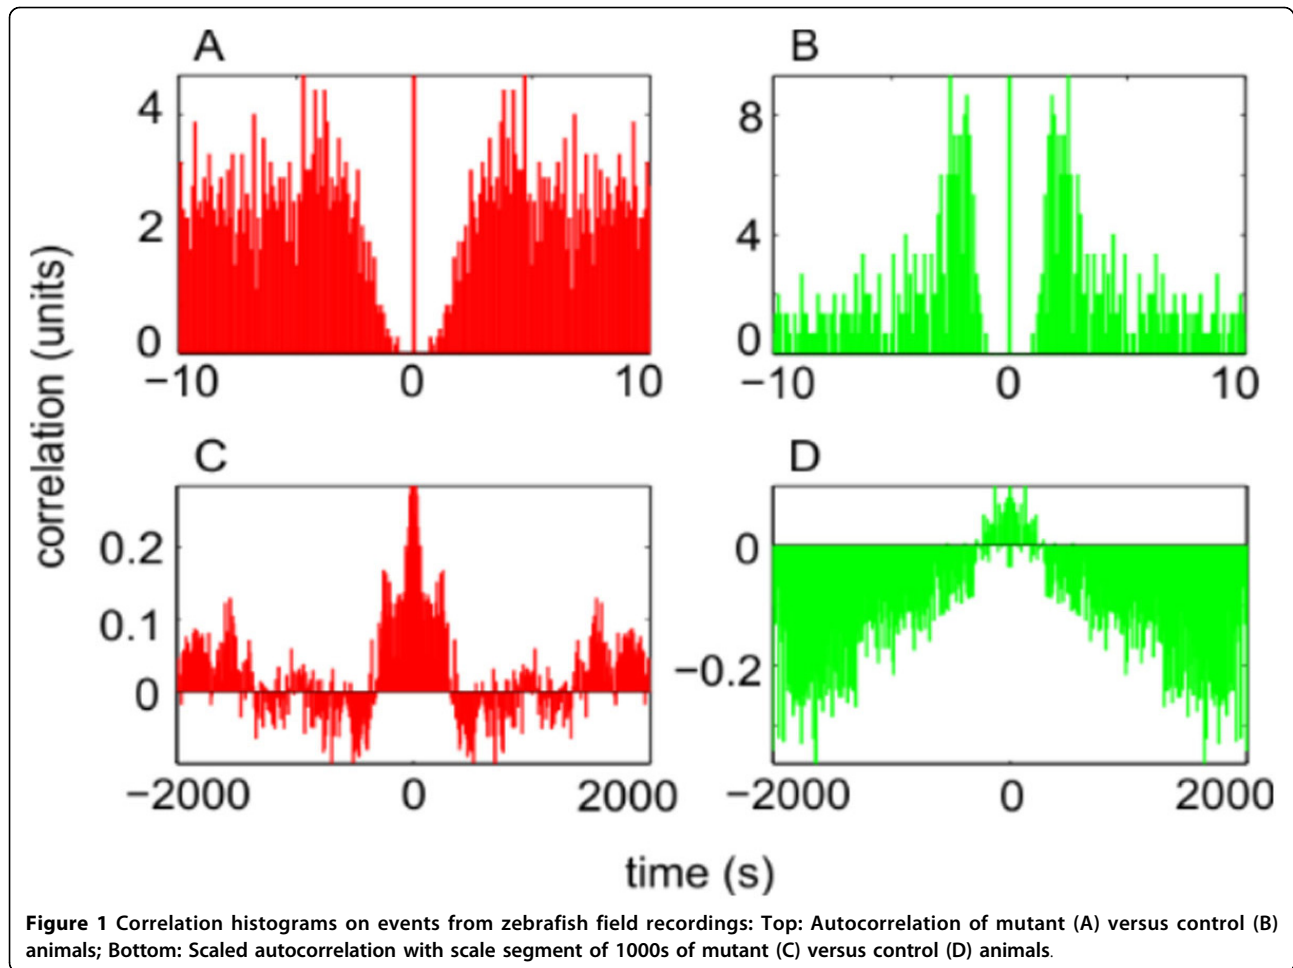 A
B
4
2
0
−10
0
10
8
4
0
−10
0
10
correlation (units)
C
D
0.2
0.1
0
−2000
0
2000
0
−0.2
−2000
0
2000
time (s)
Figure 1 Correlation histograms on events from zebrafish field recordings: Top: Autocorrelation of mutant (A) versus control (B)
animals; Bottom: Scaled autocorrelation with scale segment of 1000s of mutant (C) versus control (D) animals.